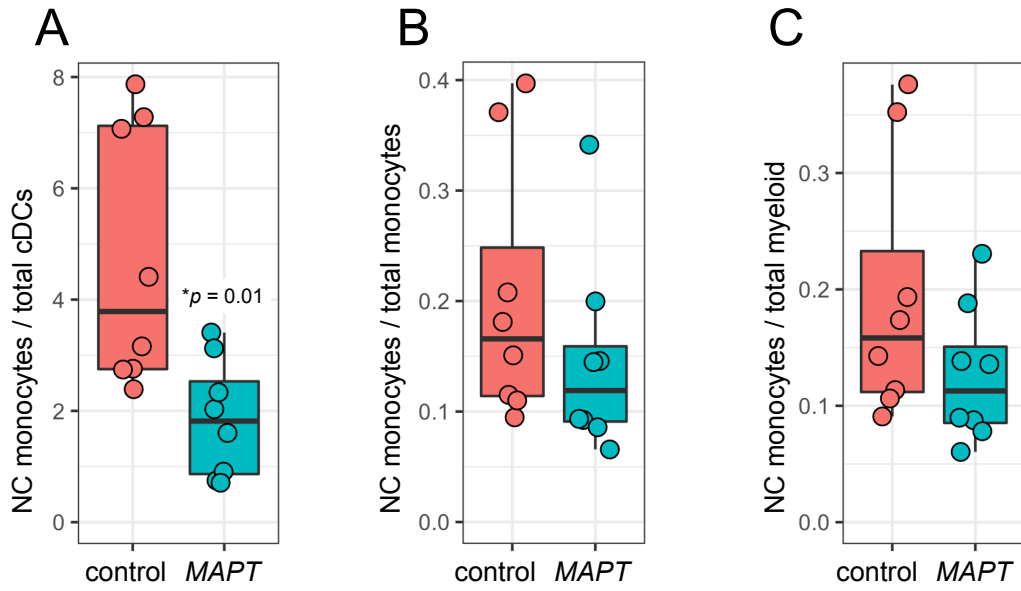 A
NC monocytes / total cDCs
8
6
4
2
0
*p = 0.01
control MAPT
B
NC monocytes / total monocytes
0.4
0.3
0.2
0.1
0.0
control MAPT
C
NC monocytes / total myeloid
0.3
0.2
0.1
0.0
control MAPT